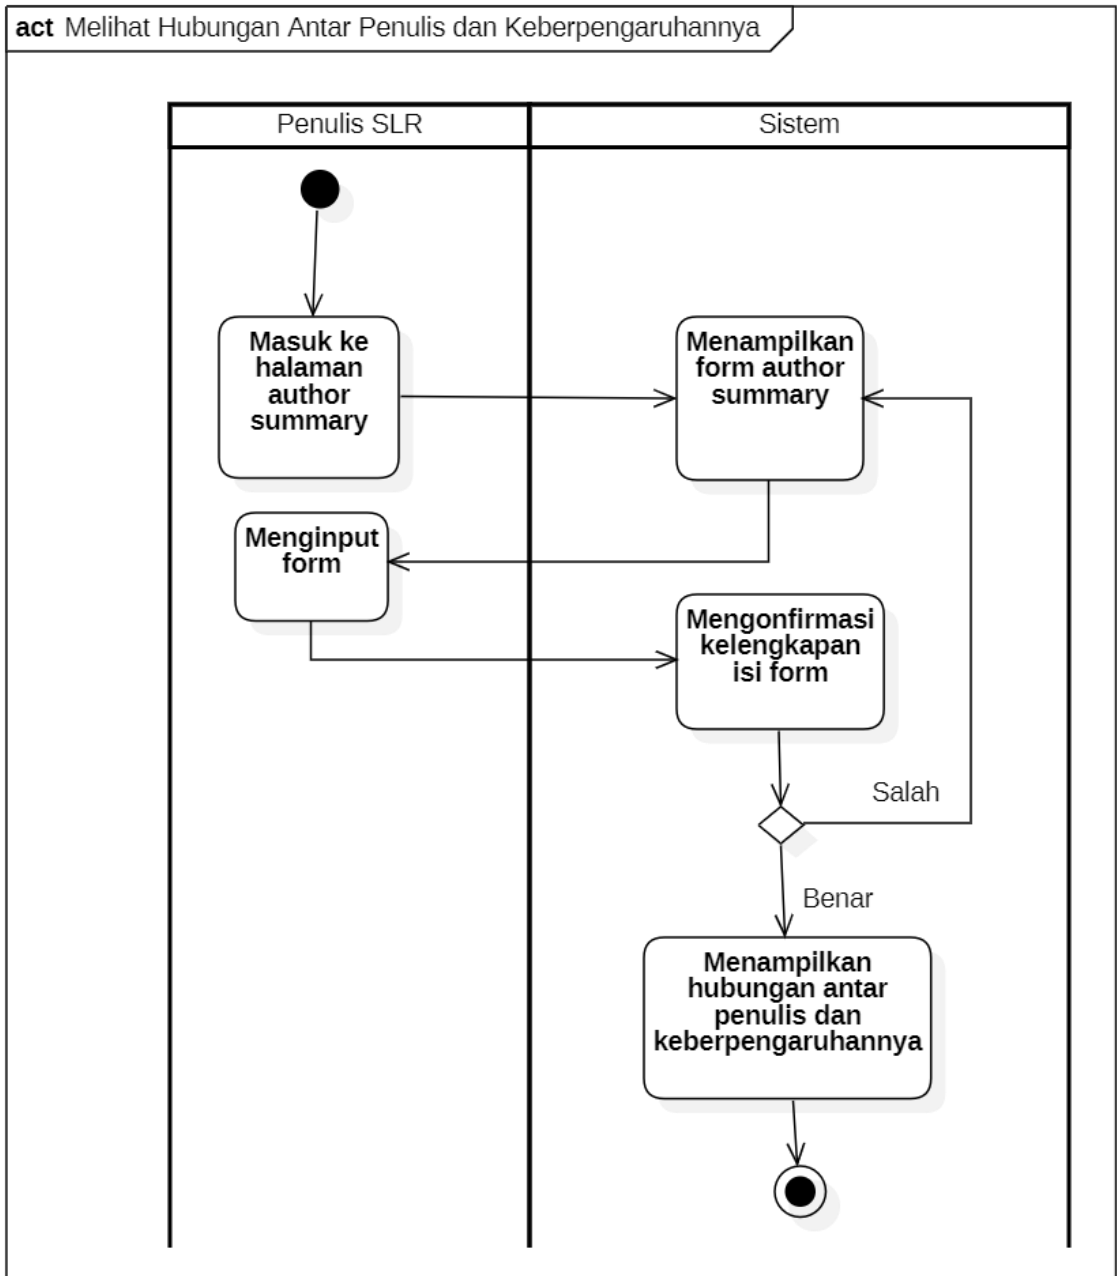 act Melihat Hubungan Antar Penulis dan Keberpengaruhannya
Penulis SLR
Sistem
Masuk ke
halaman
author
summary
Menampilkan
form author
summary
Menginput
form
Mengonfirmasi
kelengkapan
isi form
Salah
Benar
Menampilkan
hubungan antar
penulis dan
keberpengaruhannya